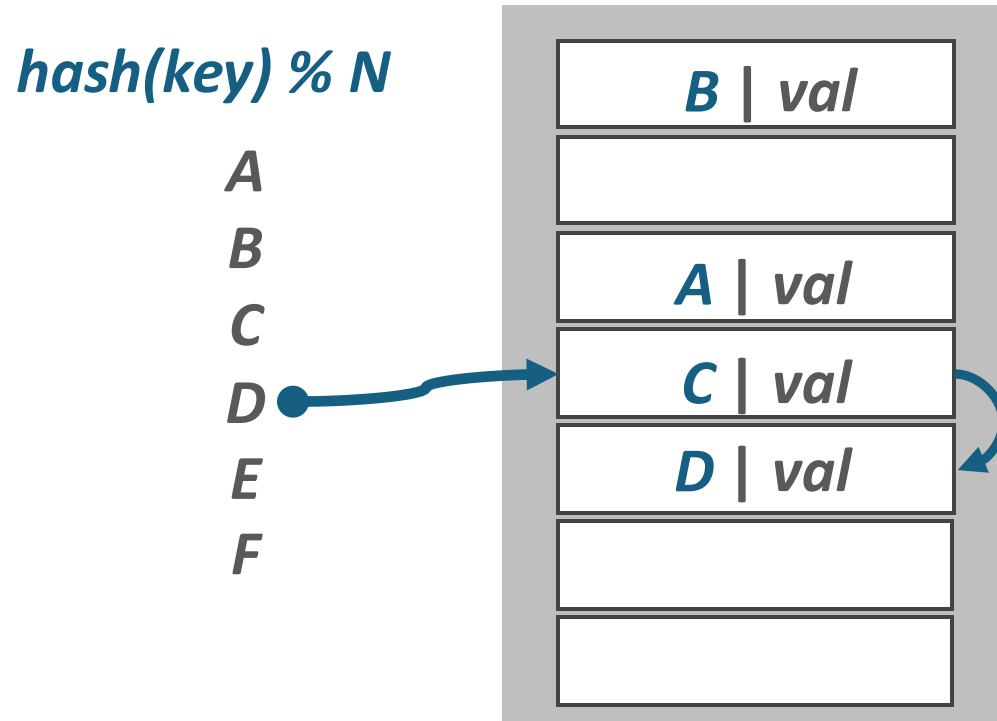 hash(key) % N
A
B
C
D
E
F
B | val
A | val
C | val
D | val